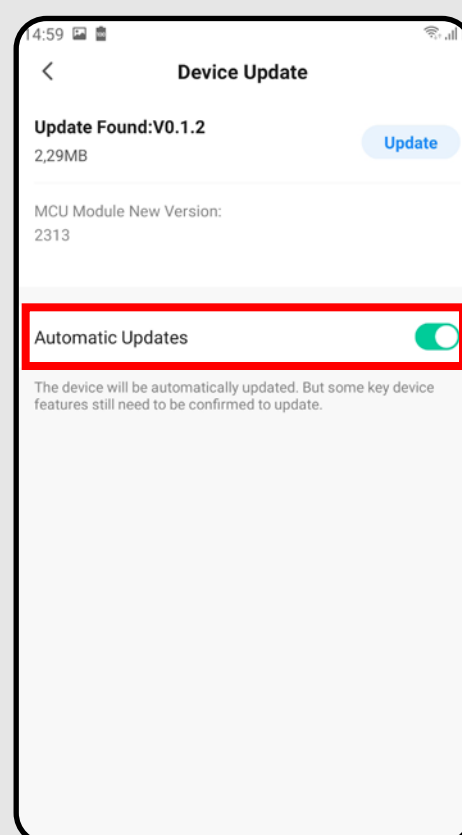 14:59
Device Update
Update Found:V0.1.2
2,29MB
Update
MCU Module New Version:
2313
Automatic Updates
The device will be automatically updated. But some key device
features still need to be confirmed to update.